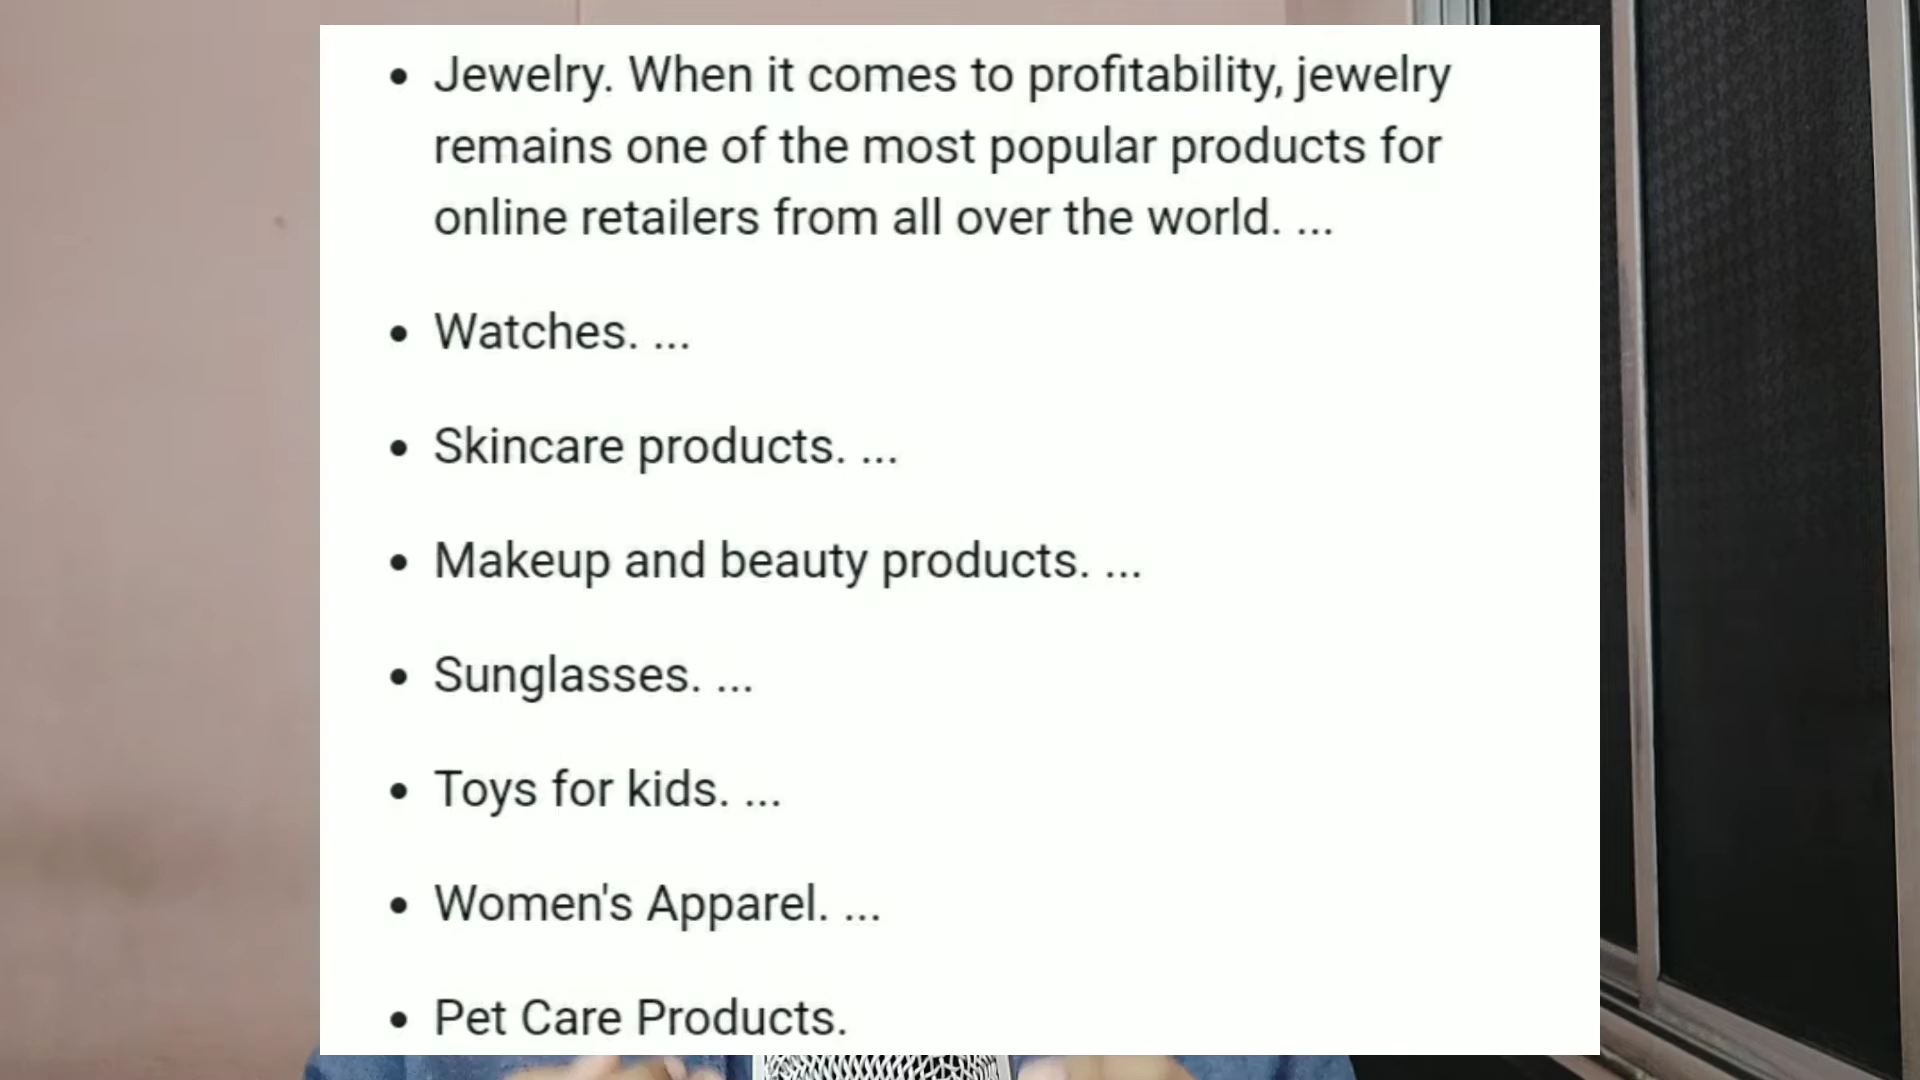 • Jewelry. When it comes to profitability, jewelry
remains one of the most popular products for
online retailers from all over the world. ...
• Watches. ...
• Skincare products. ...
• Makeup and beauty products. ...
• Sunglasses. ...
• Toys for kids. ...
• Women's Apparel. ...
• Pet Care Products.